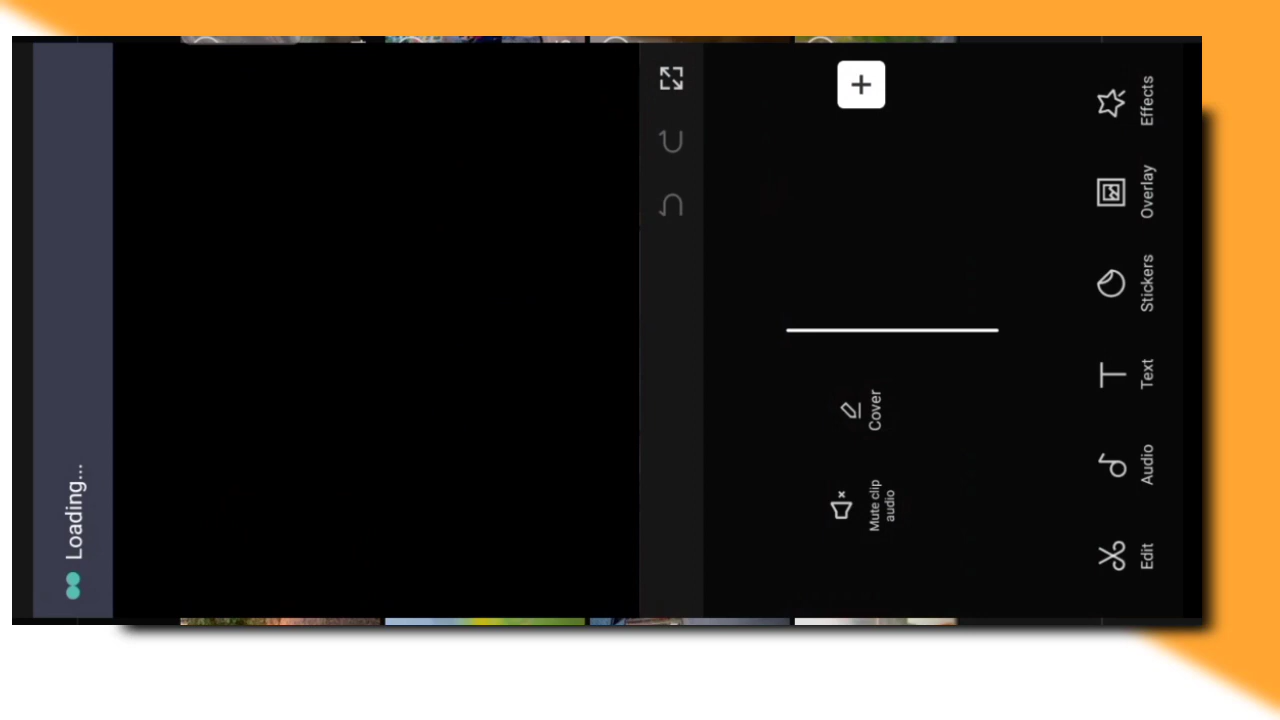 Loading...
Mute clip
audio
Cover
Edit
Audio
Text
Stickers
Overlay
Effects